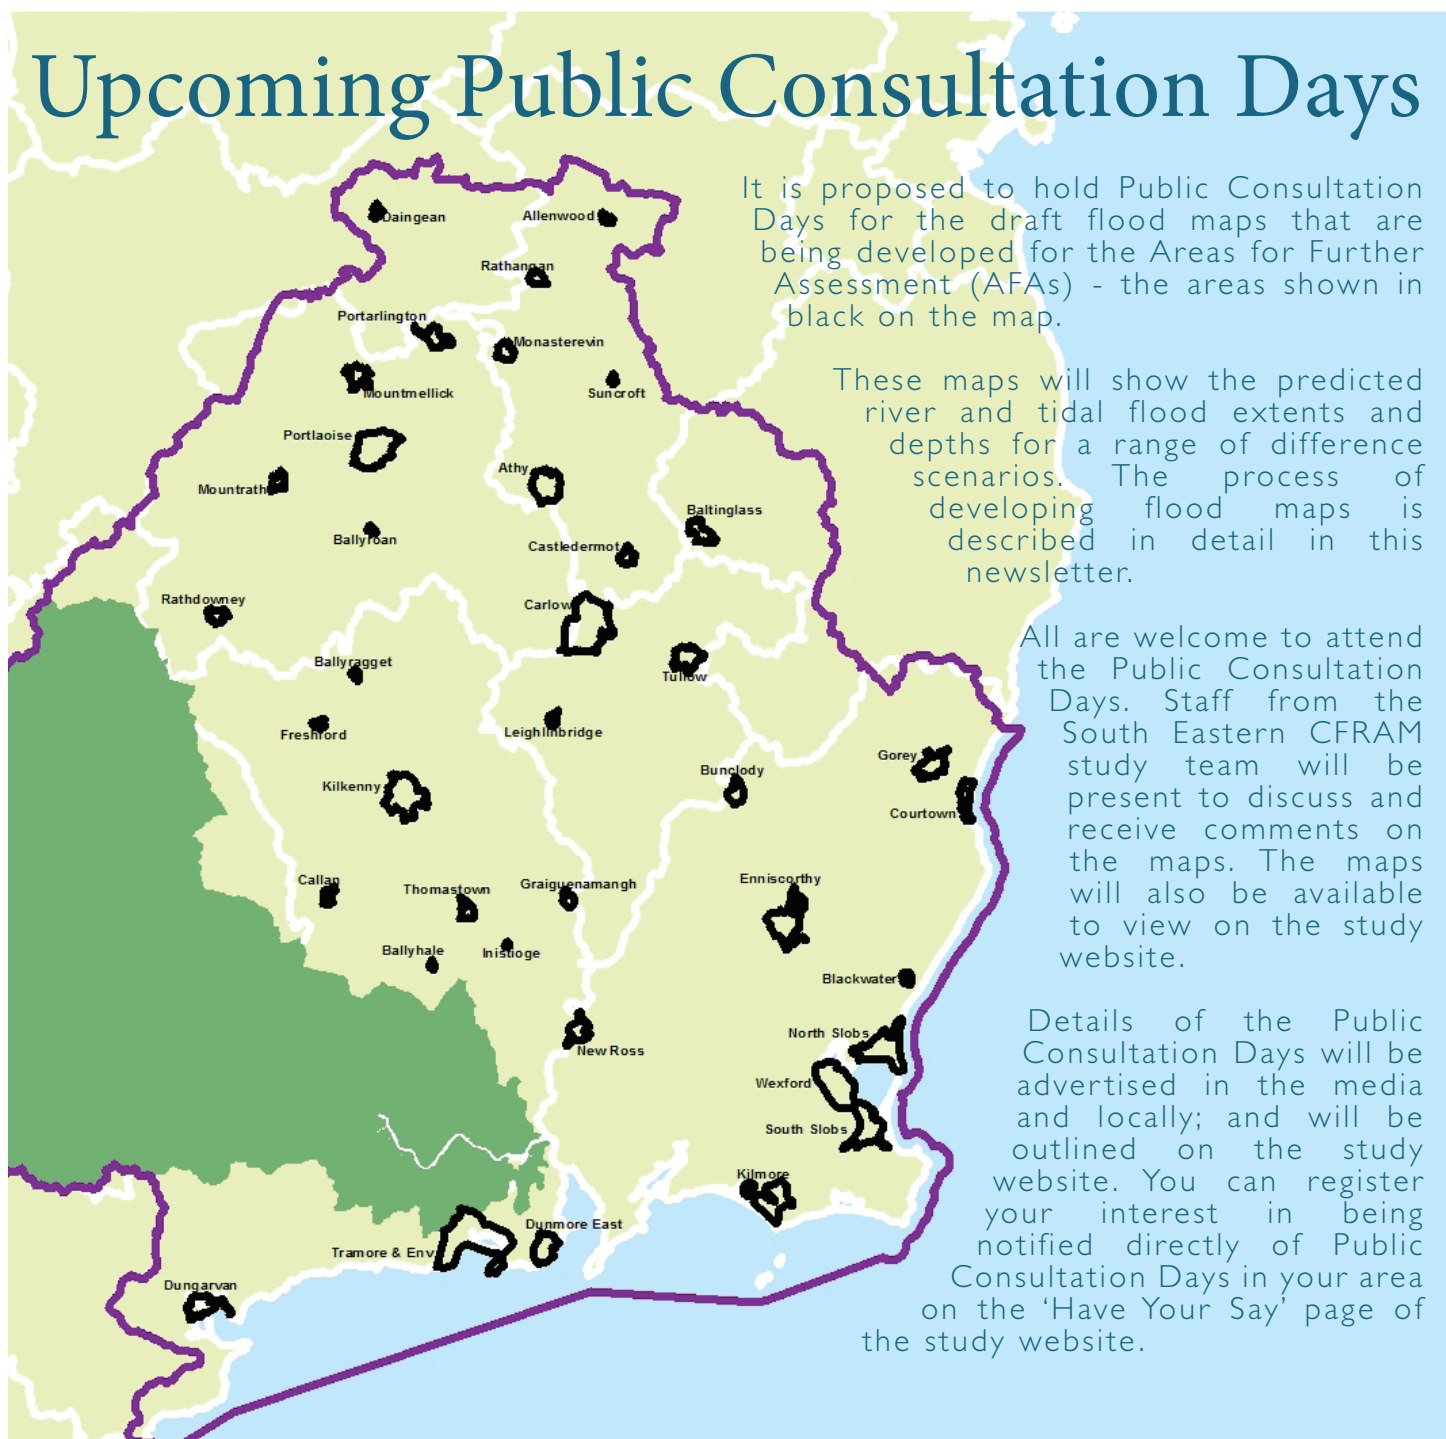 Upcoming Public Consultation Days
It is proposed to hold Public Consultation
Days for the draft flood maps that are
being developed for the Areas for Further
Assessment (AFAs) - the areas shown in
black on the map.
These maps will show the predicted
river and tidal flood extents and
depths for a range of difference
scenarios. The process of
developing flood maps is
described in detail in this
newsletter.
All are welcome to attend
the Public Consultation
Days. Staff from the
South Eastern CFRAM
study team will be
present to discuss and
receive comments on
the maps. The maps
will also be available
to view on the study
website.
Details of the Public
Consultation Days will be
advertised in the media
and locally; and will be
outlined on the study
website. You can register
your interest in being
notified directly of Public
Consultation Days in your area
on the ‘Have Your Say’ page of
the study website.
Daingean
Allenwood
Rathangan
Portarlington
Monasterevin
Mountmellick
Suncroft
Portlaoise
Athy
Mountrath
Baltinglass
Ballyroan
Castledermot
Rathdowney
Carlow
Ballyragget
Tullow
Freshford
Leighlinbridge
Gorey
Bunclody
Kilkenny
Courtown
Callan
Thomastown
Graiguenamangh
Enniscorthy
Ballyhale
Inistioge
Blackwater
North Slobs
New Ross
Wexford
South Slobs
Kilmore
Dunmore East
Tramore & Env
Dungarvan